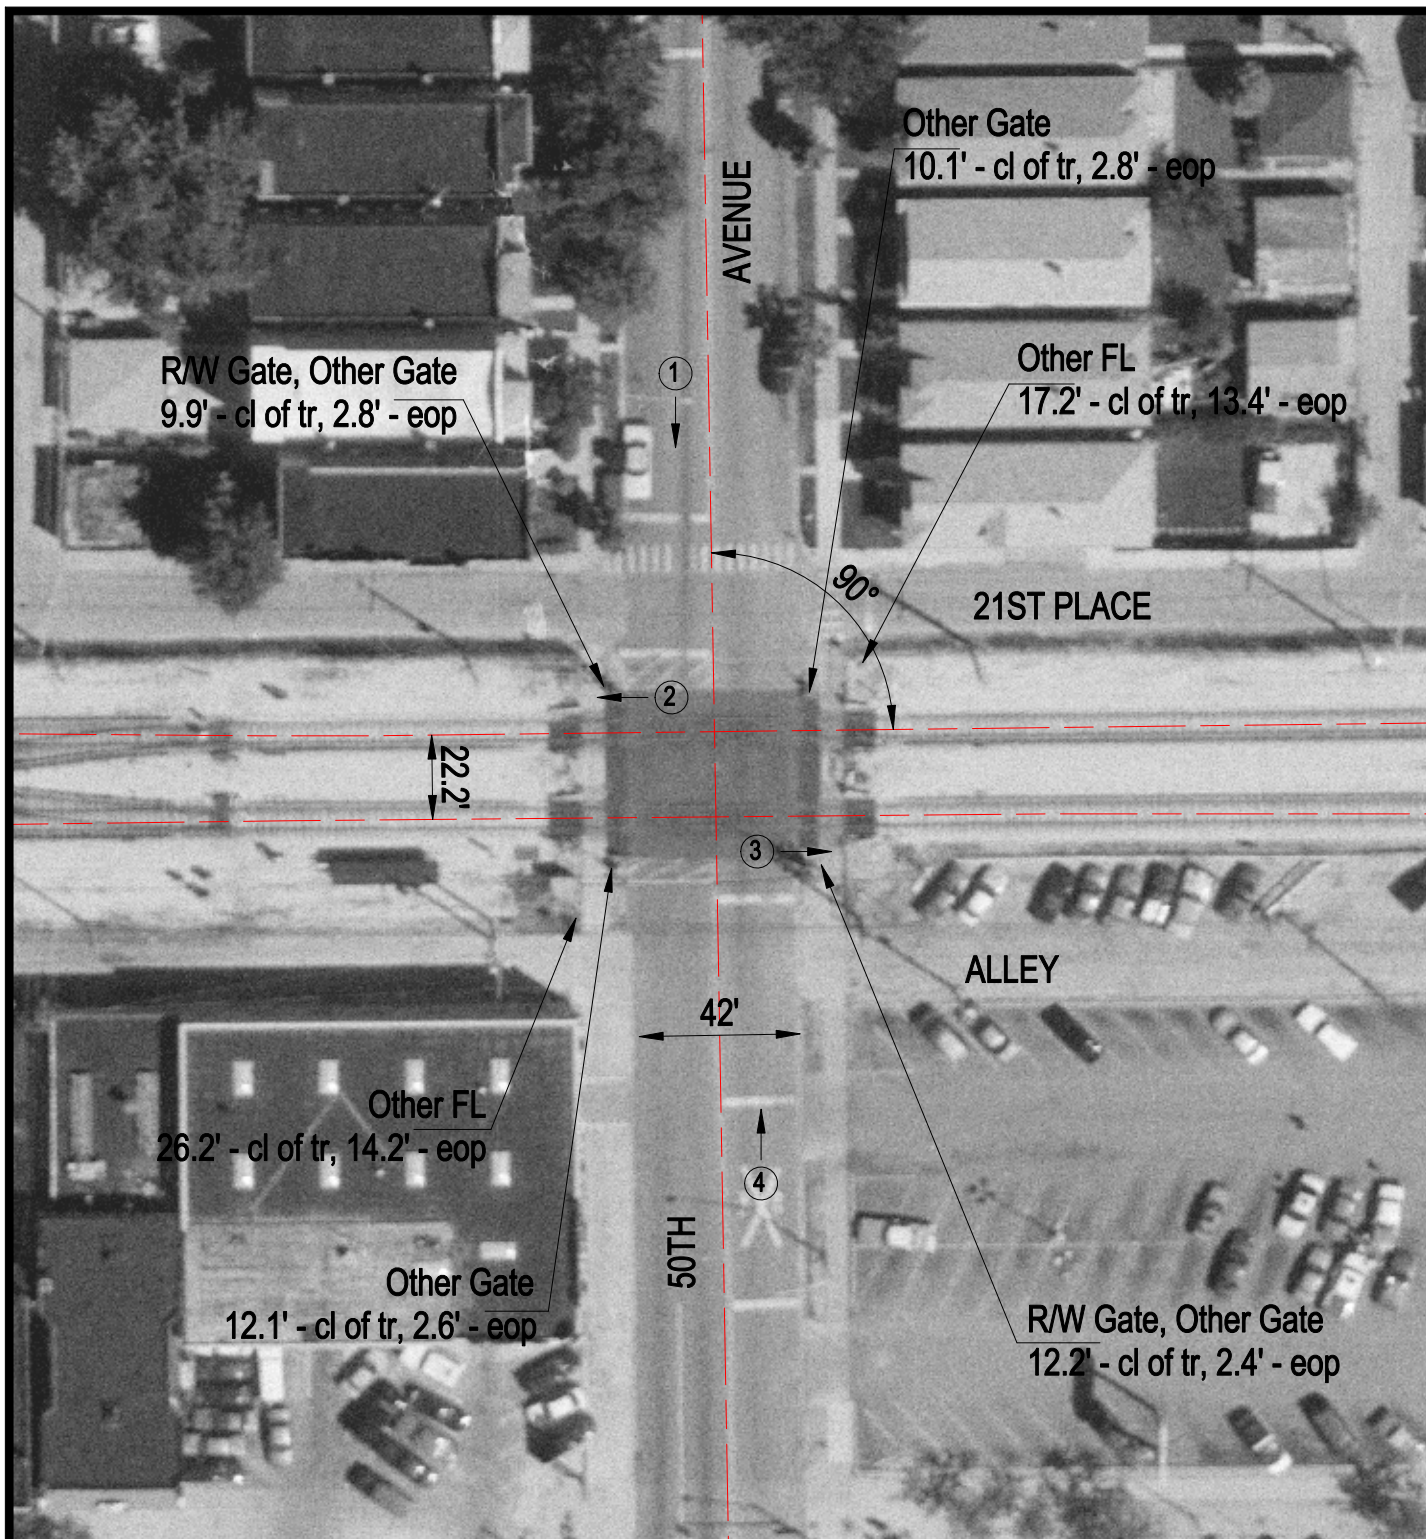 Other Gate
10.1' - cl of tr, 2.8' - eop
AVENUE
R/W Gate, Other Gate
9.9' - cl of tr, 2.8' - eop
1
Other FL
17.2' - cl of tr, 13.4' - eop
90°
21ST PLACE
2
22.2'
3
ALLEY
42'
Other FL
26.2' - cl of tr, 14.2' - eop
4
50TH
Other Gate
12.1' - cl of tr, 2.6' - eop
R/W Gate, Other Gate
12.2' - cl of tr, 2.4' - eop